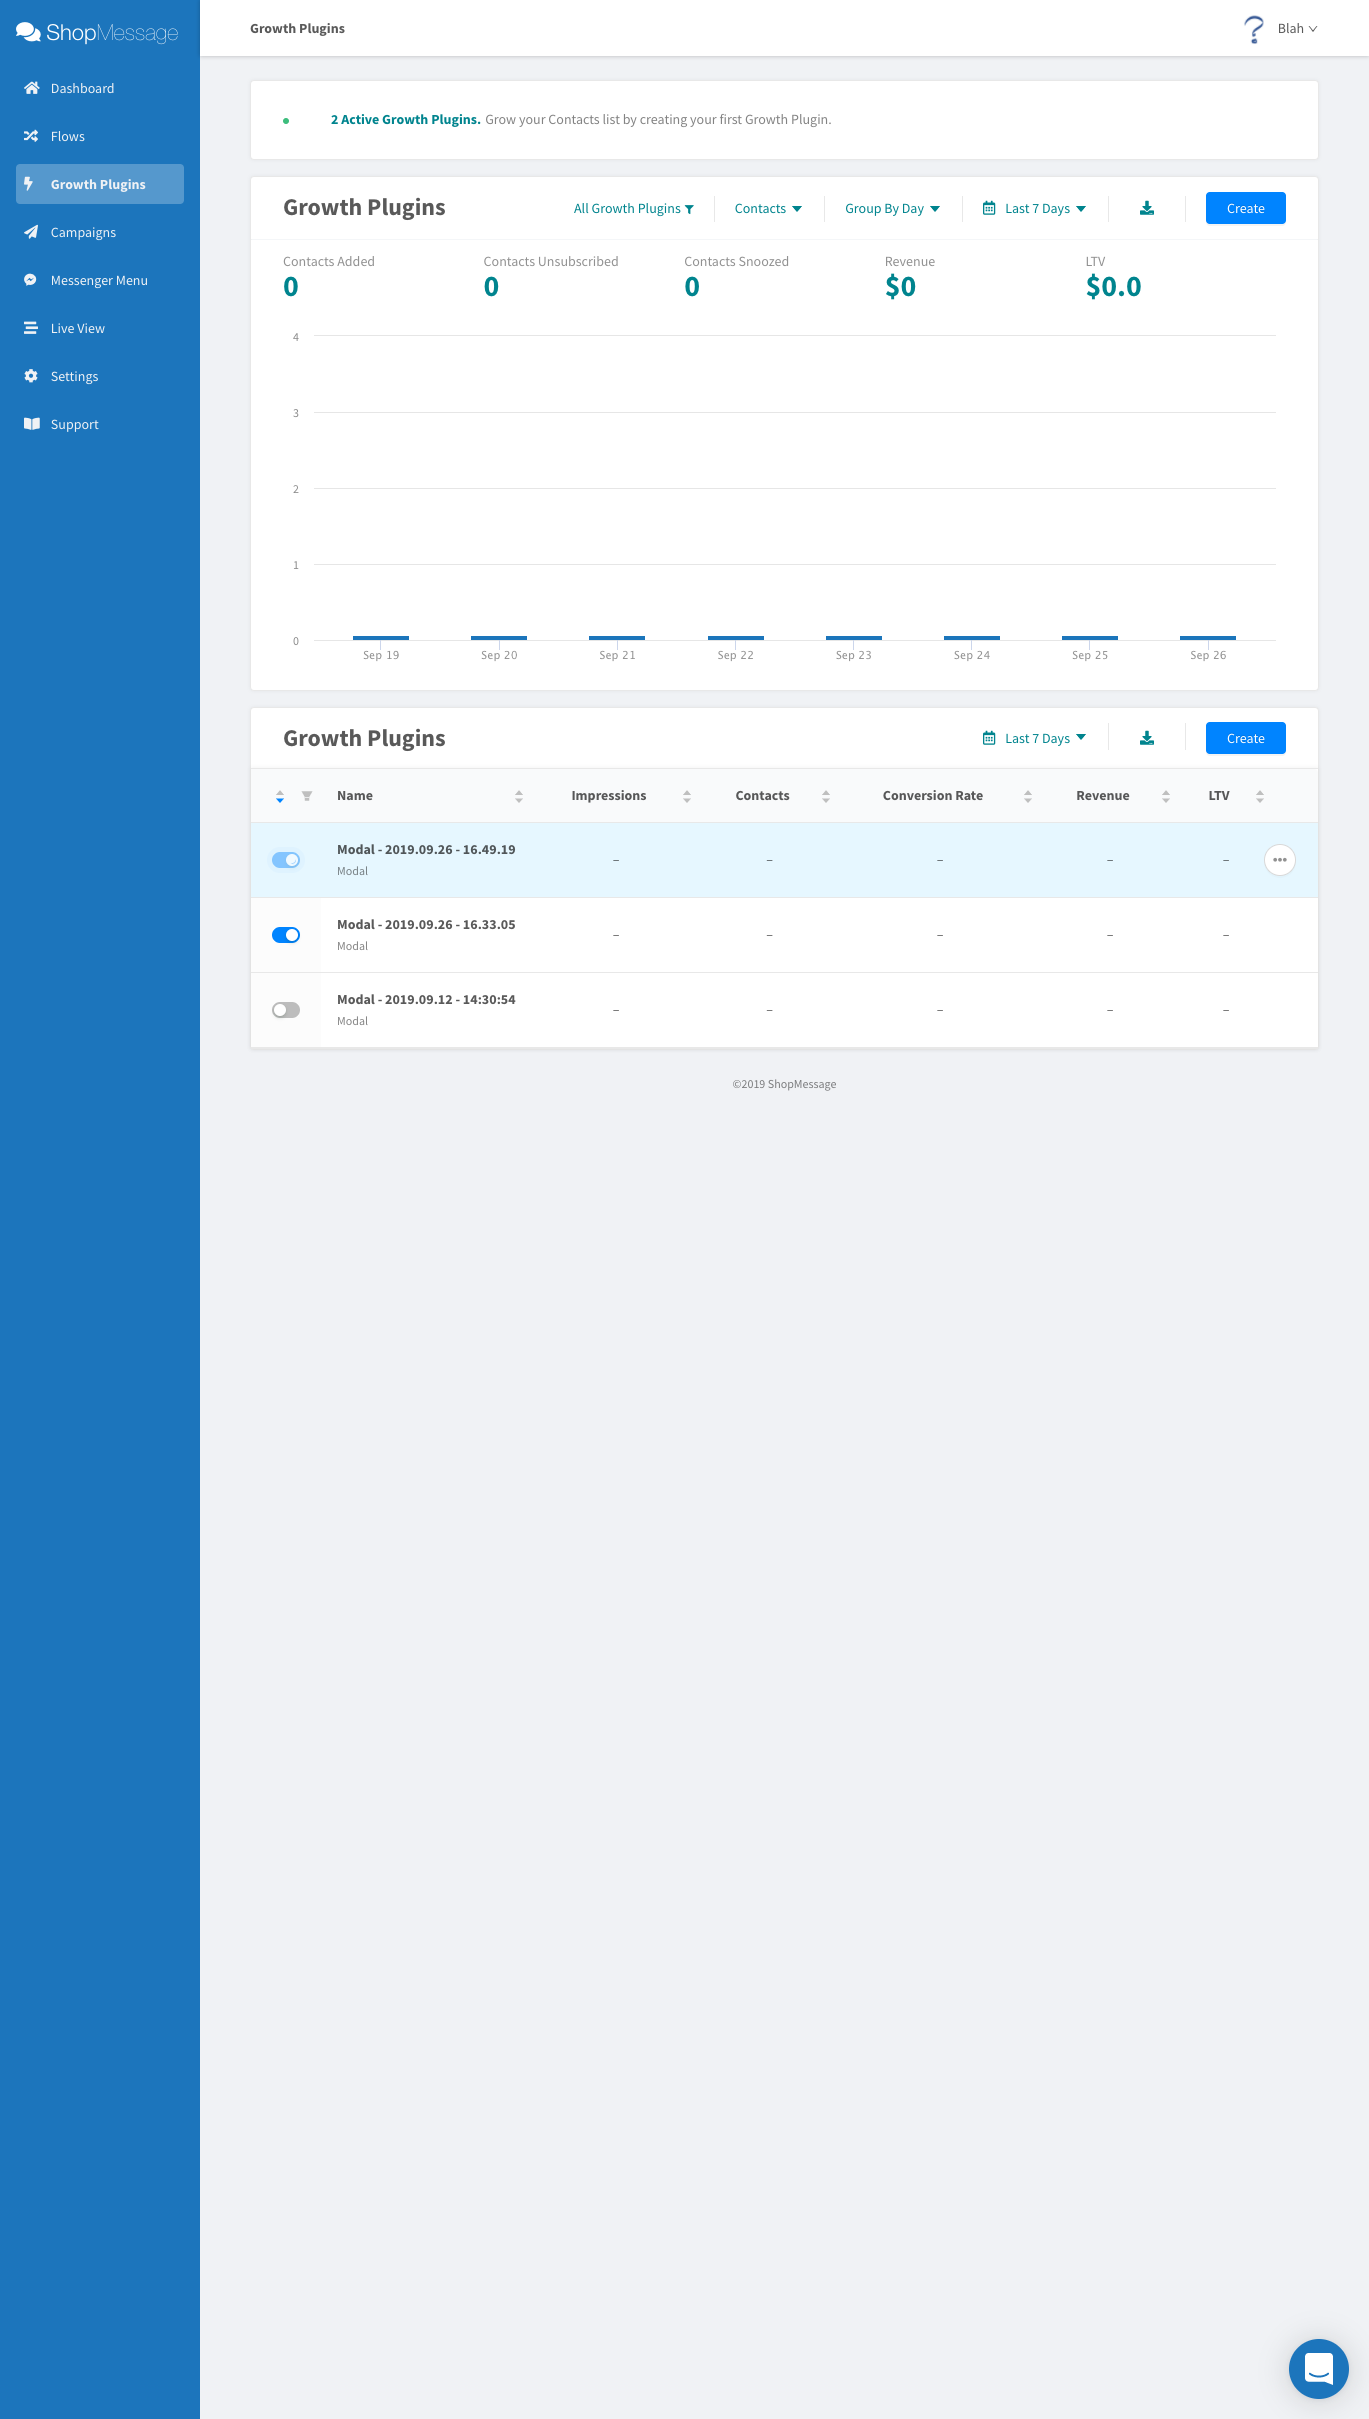 ShopMessage
Dashboard
Flows
Growth Plugins
Campaigns
Messenger Menu
Live View
Settings
Support
Growth Plugins
Blah
2 Active Growth Plugins. Grow your Contacts list by creating your first Growth Plugin.
Growth Plugins
All Growth Plugins
Contacts
Group By Day
Last 7 Days
Create
Contacts Added
0
Contacts Unsubscribed
0
Contacts Snoozed
0
Revenue
$0
LTV
$0.0
4
3
2
1
0
Sep 19 Sep 20 Sep 21 Sep 22 Sep 23 Sep 24 Sep 25 Sep 26
Growth Plugins
Last 7 Days
Create
Name Impressions Contacts Conversion Rate Revenue LTV
Modal - 2019.09.26 - 16.49.19
Modal
– – – – –
Modal - 2019.09.26 - 16.33.05
Modal
– – – – –
Modal - 2019.09.12 - 14:30:54
Modal
– – – – –
©2019 ShopMessage